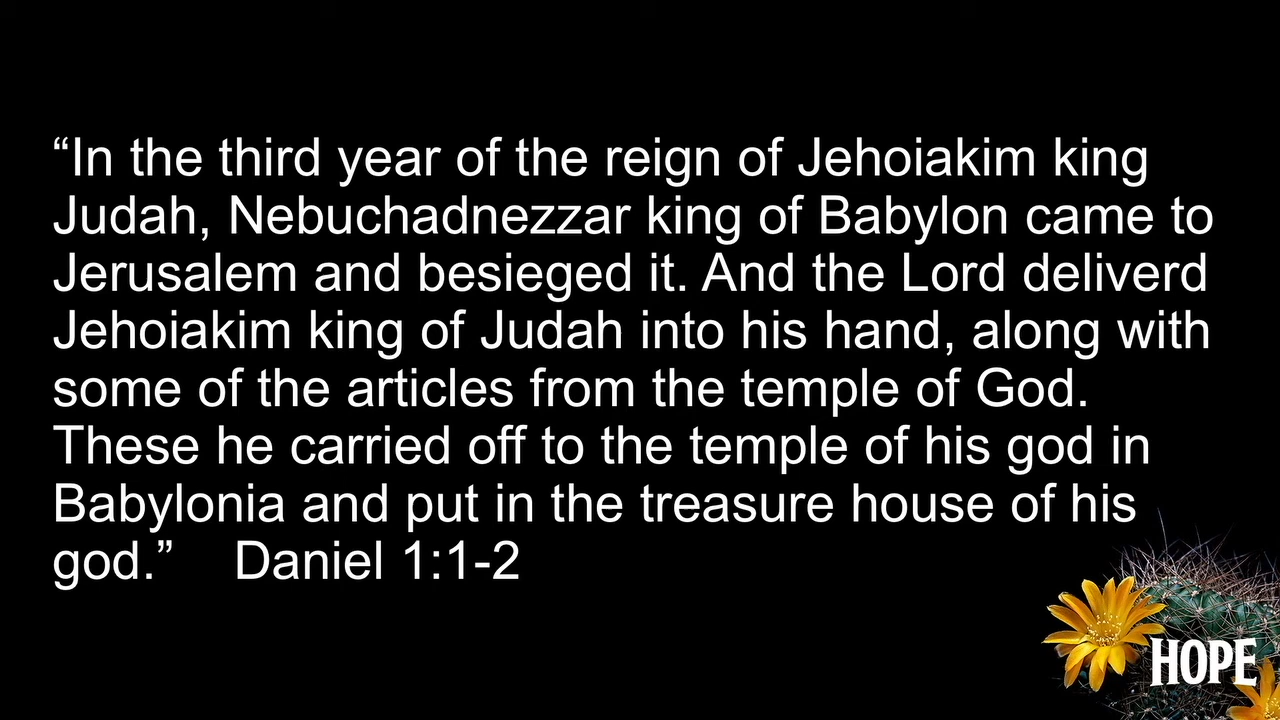 “In the third year of the reign of Jehoiakim king
Judah, Nebuchadnezzar king of Babylon came to
Jerusalem and besieged it. And the Lord deliverd
Jehoiakim king of Judah into his hand, along with
some of the articles from the temple of God.
These he carried off to the temple of his god in
Babylonia and put in the treasure house of his
god.”    Daniel 1:1-2
HOPE